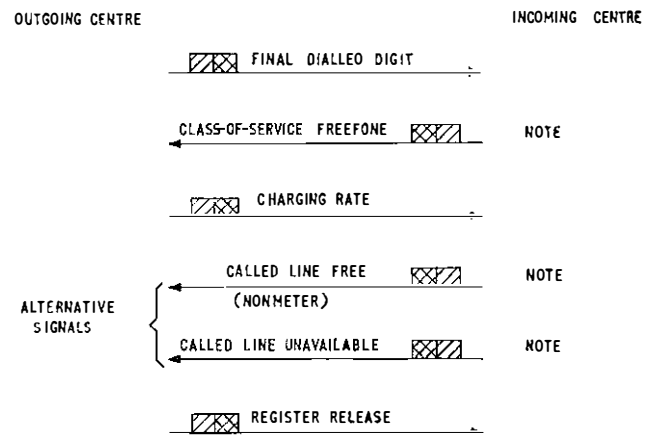 OUTGOING CENTRE
INCOMING CENTRE
FINAL DIALLEO DIGIT
CLASS-OF-SERVICE FREEFONE
NOTE
CHARGING RATE
CALLED LINE FREE
NOTE
(NONMETER)
ALTERNATIVE
SIGNALS
CALLED LINE UNAVAILABLE
NOTE
REGISTER RELEASE